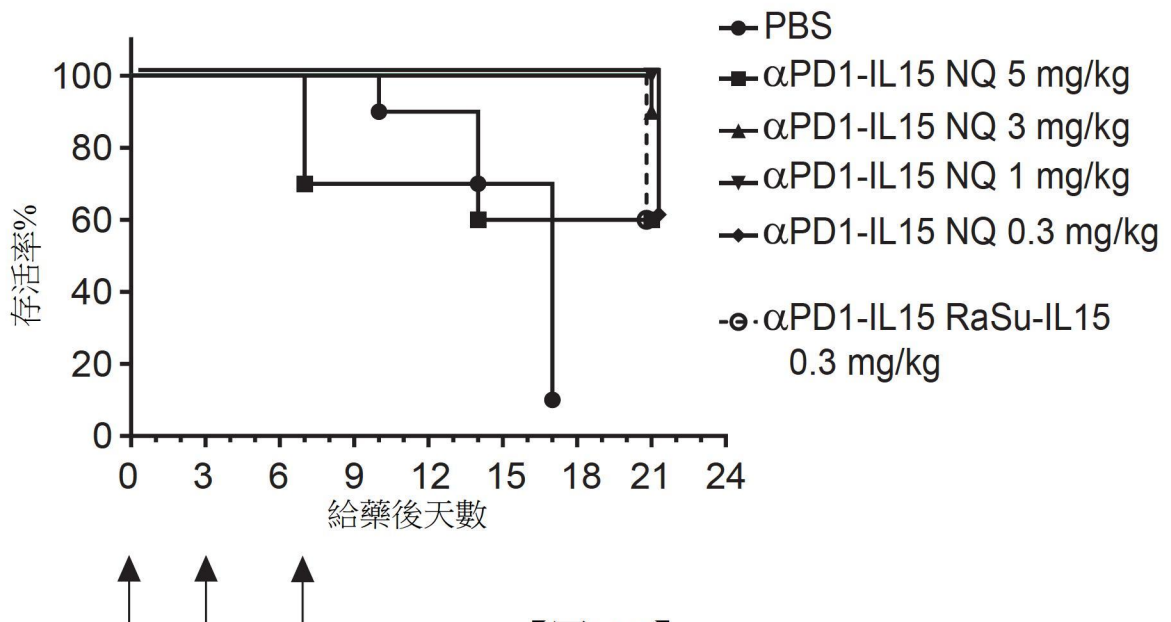 PBS
αPD1-IL15 NQ 5 mg/kg
αPD1-IL15 NQ 3 mg/kg
αPD1-IL15 NQ 1 mg/kg
αPD1-IL15 NQ 0.3 mg/kg
αPD1-IL15 RaSu-IL15
0.3 mg/kg
存活率%
100
80
60
40
20
0
0 3 6 9 12 15 18 21 24
給藥後天數